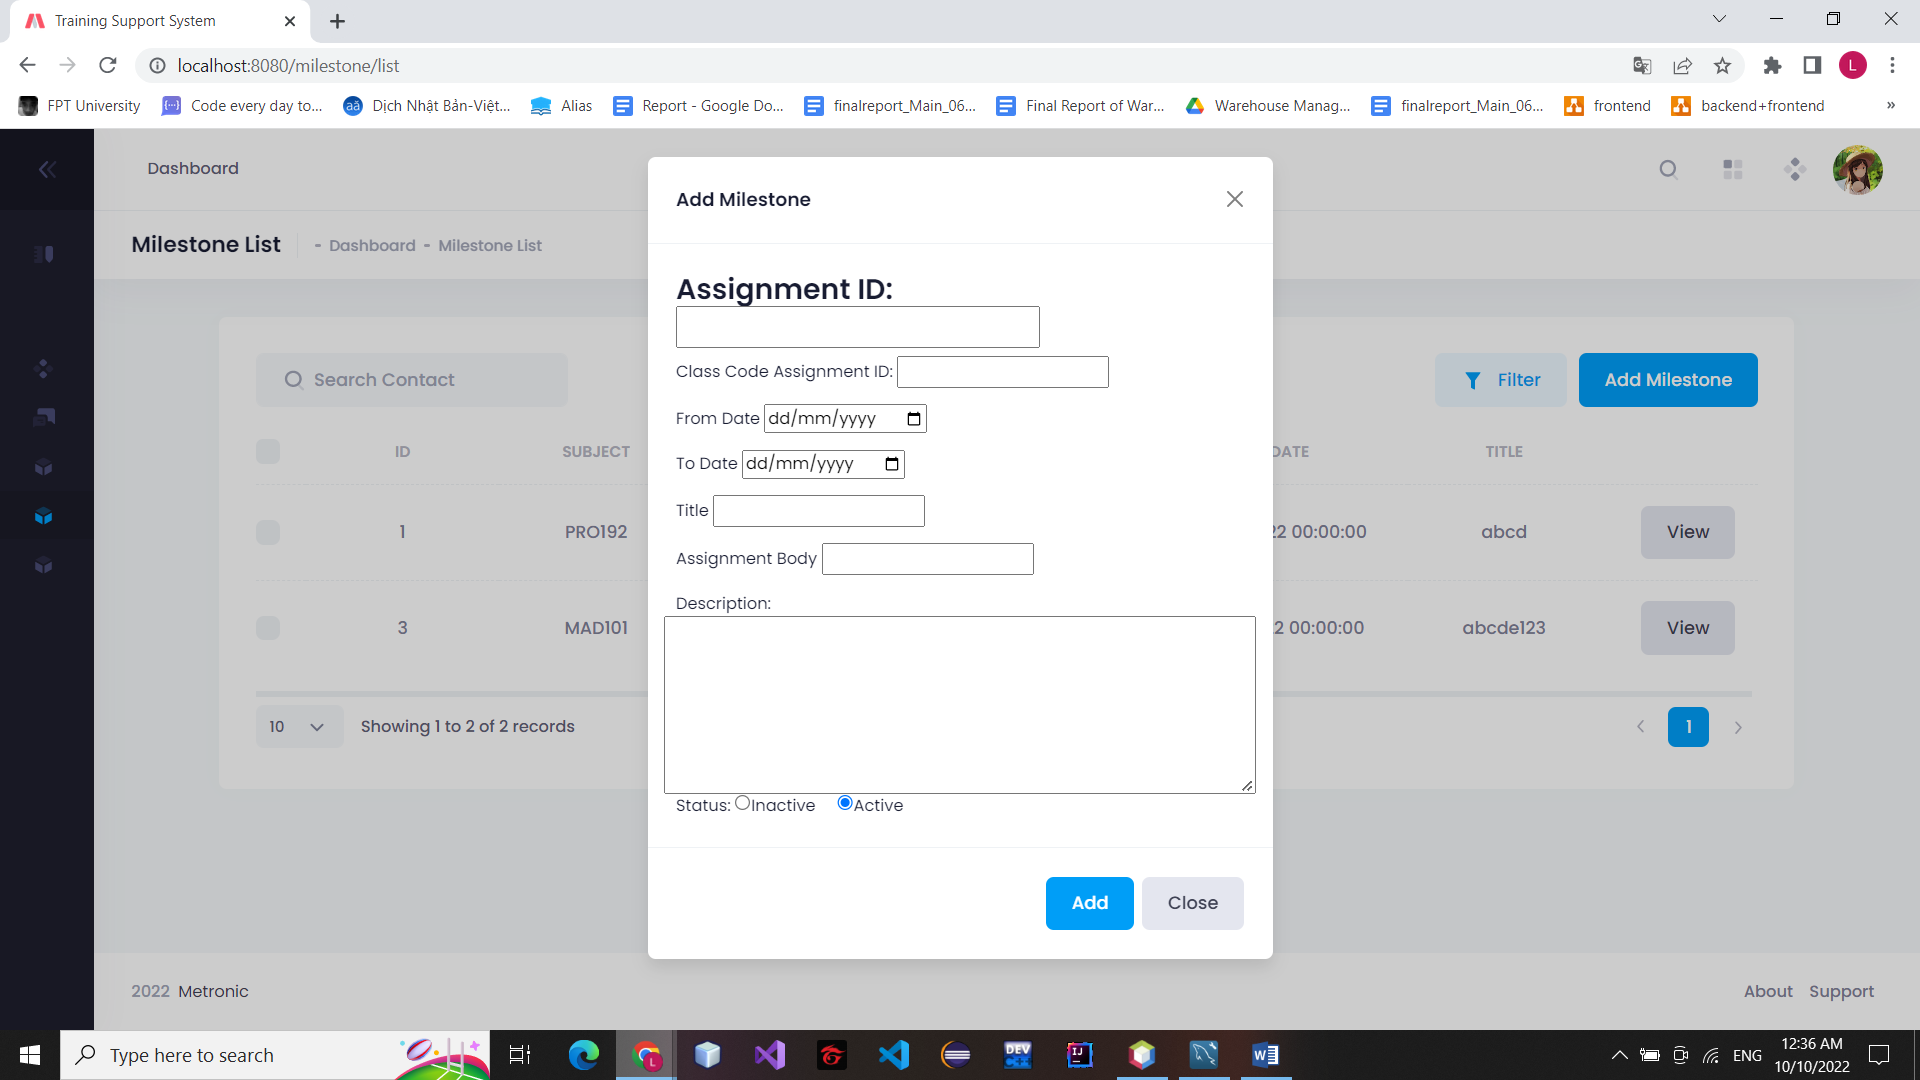 Training Support System
localhost:8080/milestone/list
L
FPT University
Code every day to...
Dịch Nhật Bản-Việt...
Alias
Report - Google Do...
finalreport_Main_06...
Final Report of War...
Warehouse Manag...
finalreport_Main_06...
frontend
backend+frontend
»
Dashboard
Milestone List
- Dashboard - Milestone List
Search Contact
Filter
Add Milestone
ID SUBJECT DATE TITLE
1 PRO192 22 00:00:00 abcd View
3 MAD101 2 00:00:00 abcde123 View
10 Showing 1 to 2 of 2 records
1
Add Milestone
Assignment ID:
Class Code Assignment ID:
From Date dd/mm/yyyy
To Date dd/mm/yyyy
Title
Assignment Body
Description:
Status: Inactive Active
Add Close
2022 Metronic
About Support
Type here to search
L
DEV
C++
IJ
W
ENG
12:36 AM
10/10/2022